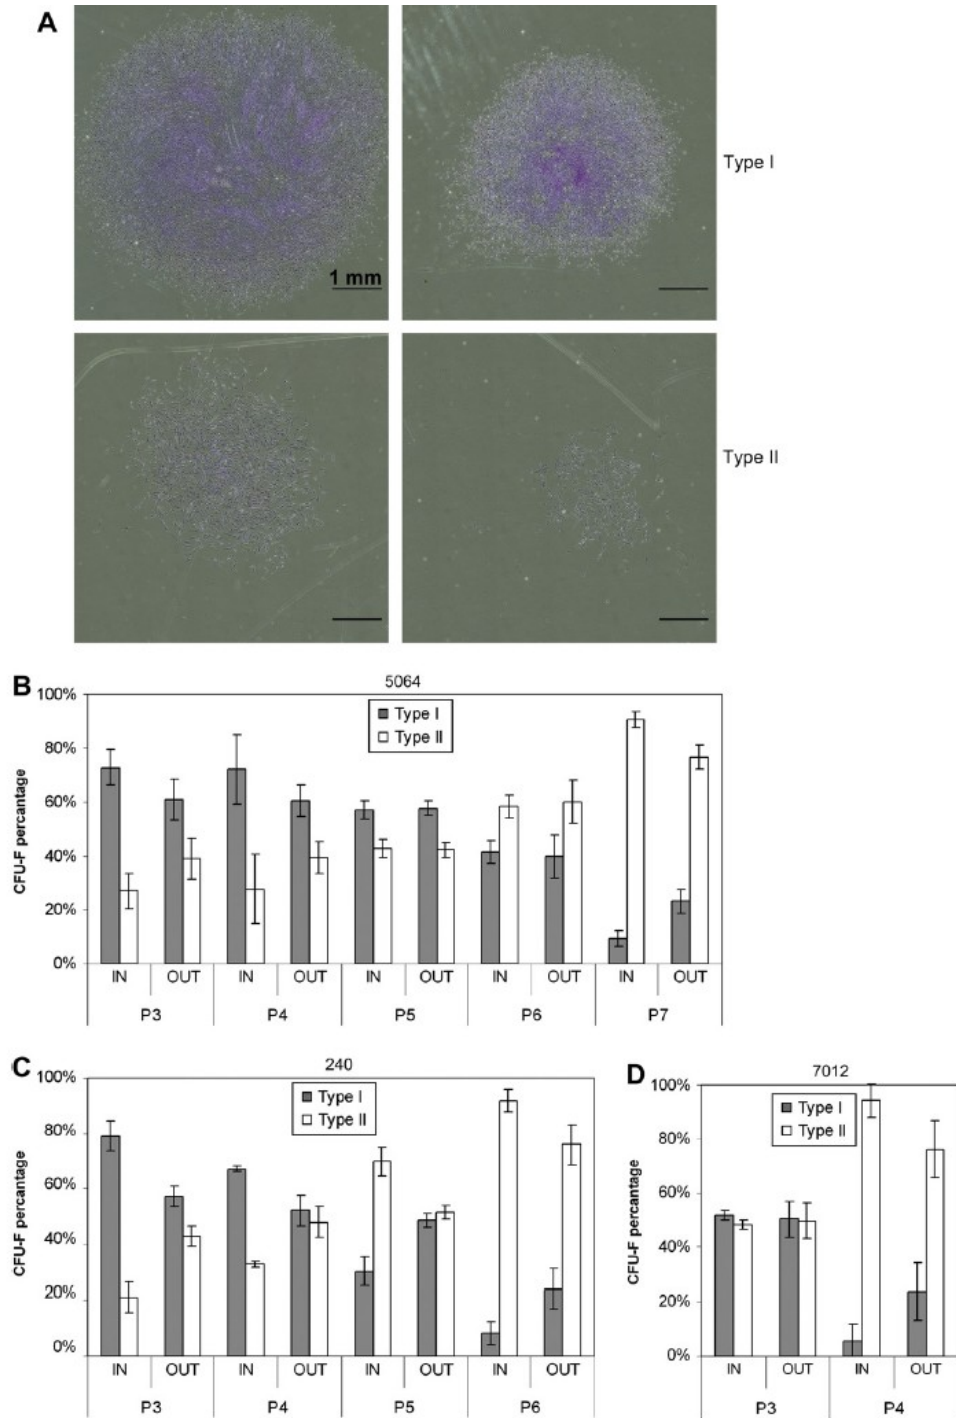 A
Type I
1 mm
Type II
B
5064
100%
80%
60%
40%
20%
0%
CFU-F percantage
Type I
Type II
IN OUT IN OUT IN OUT IN OUT IN OUT
P3 P4 P5 P6 P7
C
240
100%
80%
60%
40%
20%
0%
CFU-F percantage
Type I
Type II
IN OUT IN OUT IN OUT IN OUT
P3 P4 P5 P6
D
7012
100%
80%
60%
40%
20%
0%
CFU-F percantage
Type I
Type II
IN OUT IN OUT
P3 P4